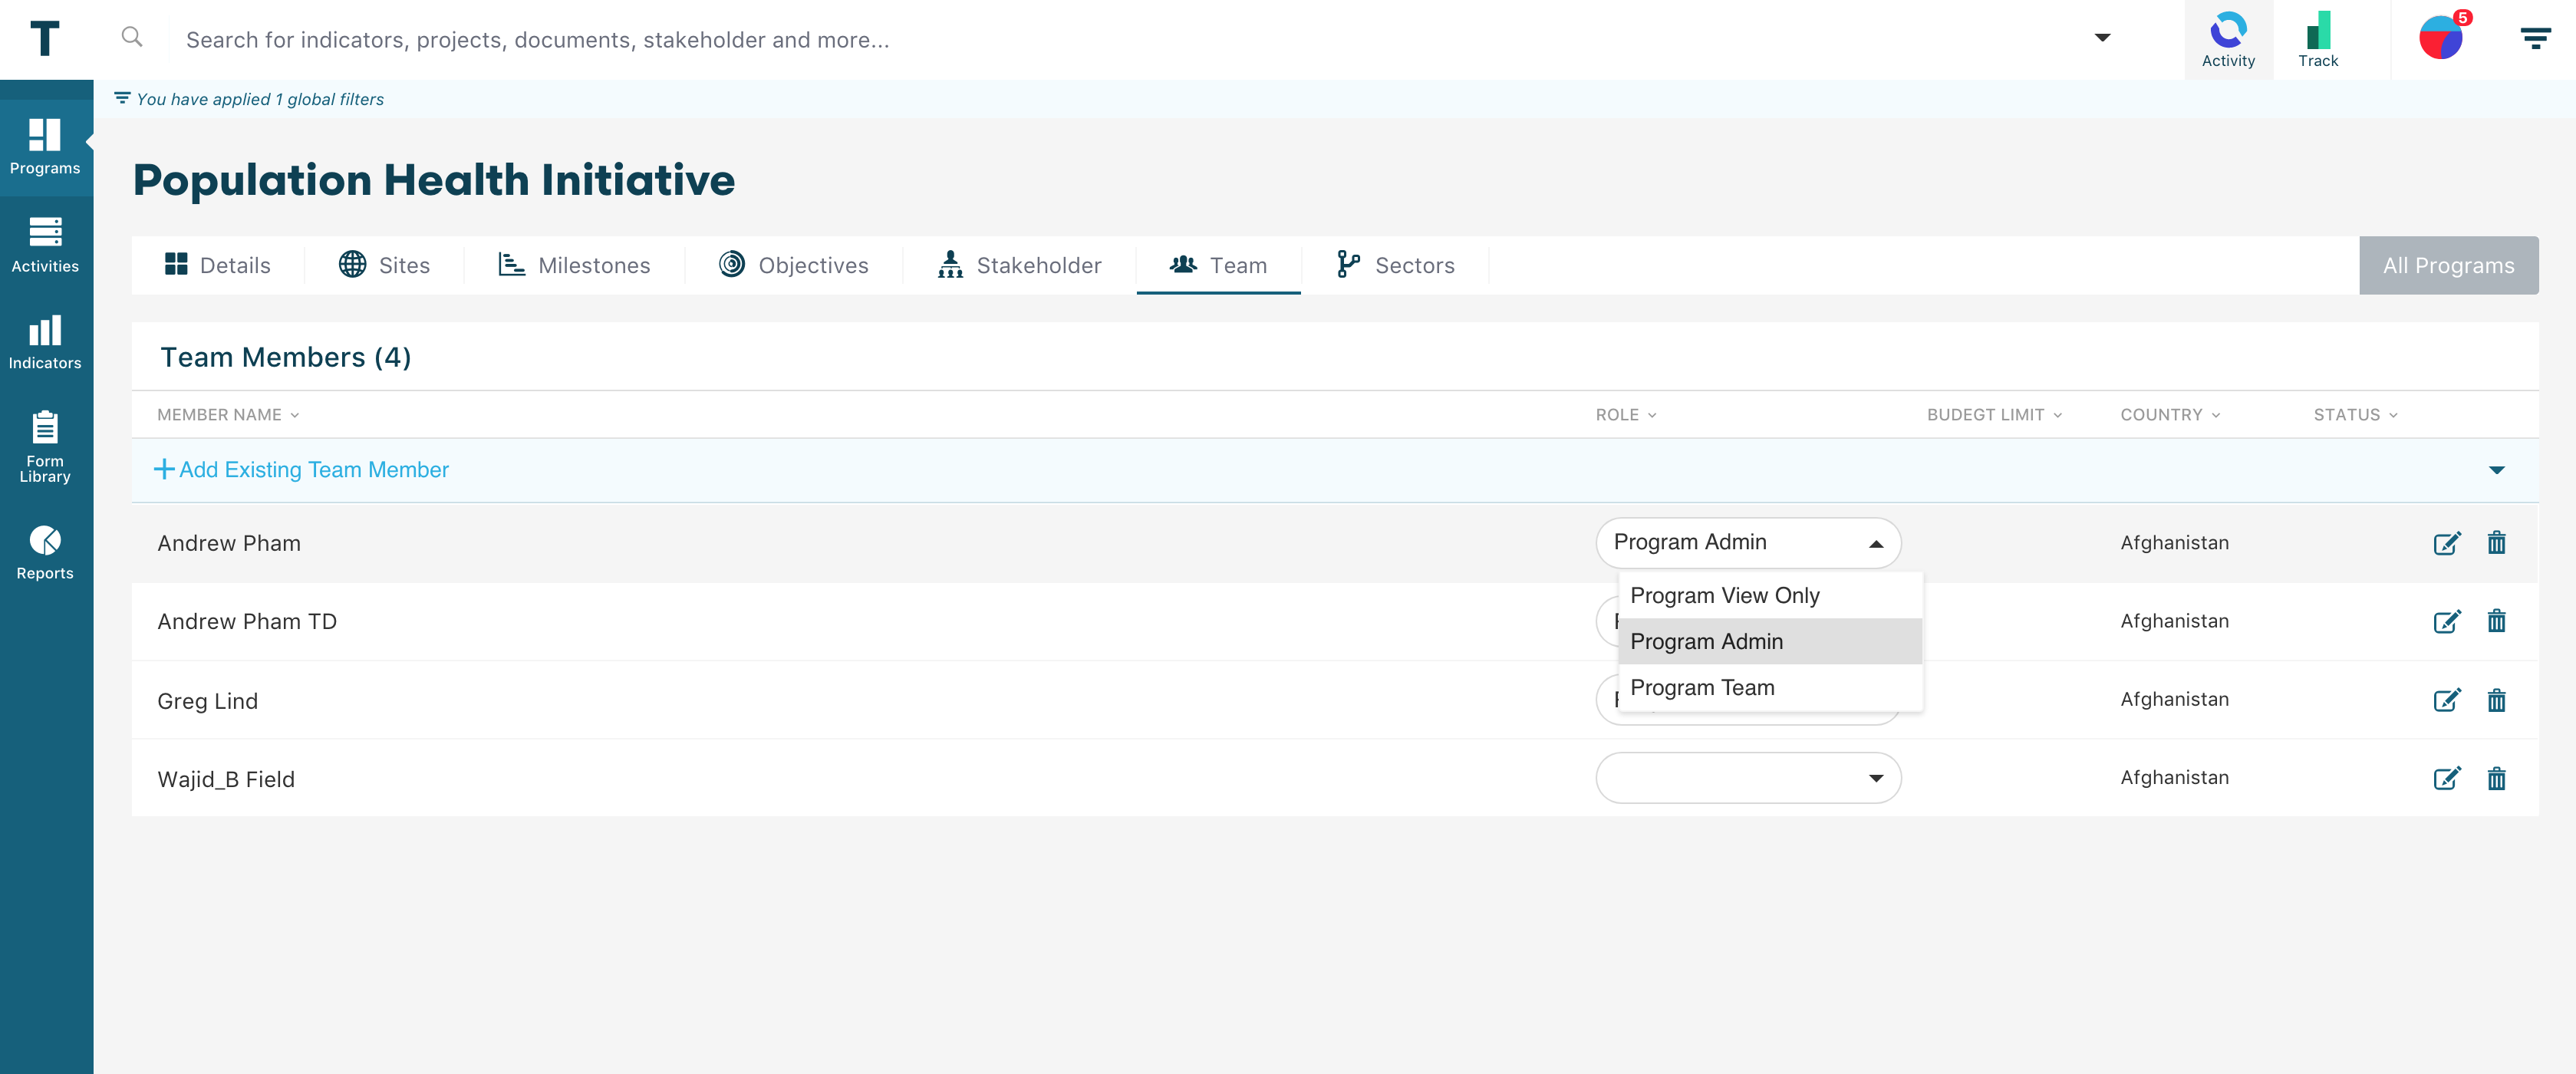 T
Search for indicators, projects, documents, stakeholder and more...
Activity
Track
5
You have applied 1 global filters
Programs
Activities
Indicators
Form
Library
Reports
Population Health Initiative
Details
Sites
Milestones
Objectives
Stakeholder
Team
Sectors
All Programs
Team Members (4)
MEMBER NAME
ROLE
BUDEGT LIMIT
COUNTRY
STATUS
+Add Existing Team Member
Andrew Pham
Program Admin
Afghanistan
Program View Only
Program Admin
Program Team
Andrew Pham TD
Afghanistan
Greg Lind
Afghanistan
Wajid_B Field
Afghanistan